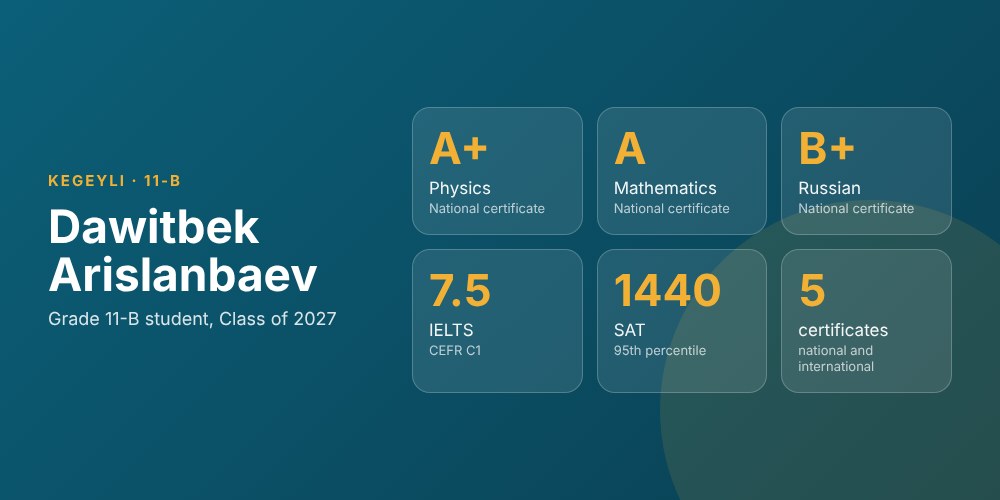 KEGEYLI · 11-B
Dawitbek
Arislanbaev
Grade 11-B student, Class of 2027
A+
Physics
National certificate
A
Mathematics
National certificate
B+
Russian
National certificate
7.5
IELTS
CEFR C1
1440
SAT
95th percentile
5
certificates
national and
international